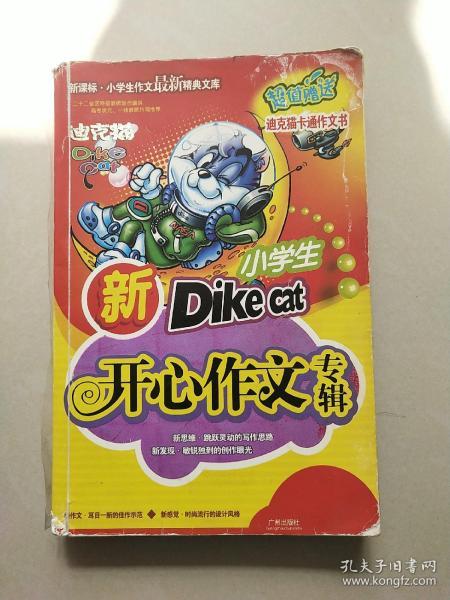 新课标·小学生作文最新精典文库
超值赠送
迪克猫卡通作文书
迪克猫
Dike
Cat
小学生
新
Dike cat
开心作文
专辑
新思维·跳跃灵动的写作思路
新发现·敏锐独到的创作眼光
作文·耳目一新的佳作示范
新感觉·时尚流行的设计风格
广州出版社
孔夫子旧书网
www.kongfz.com